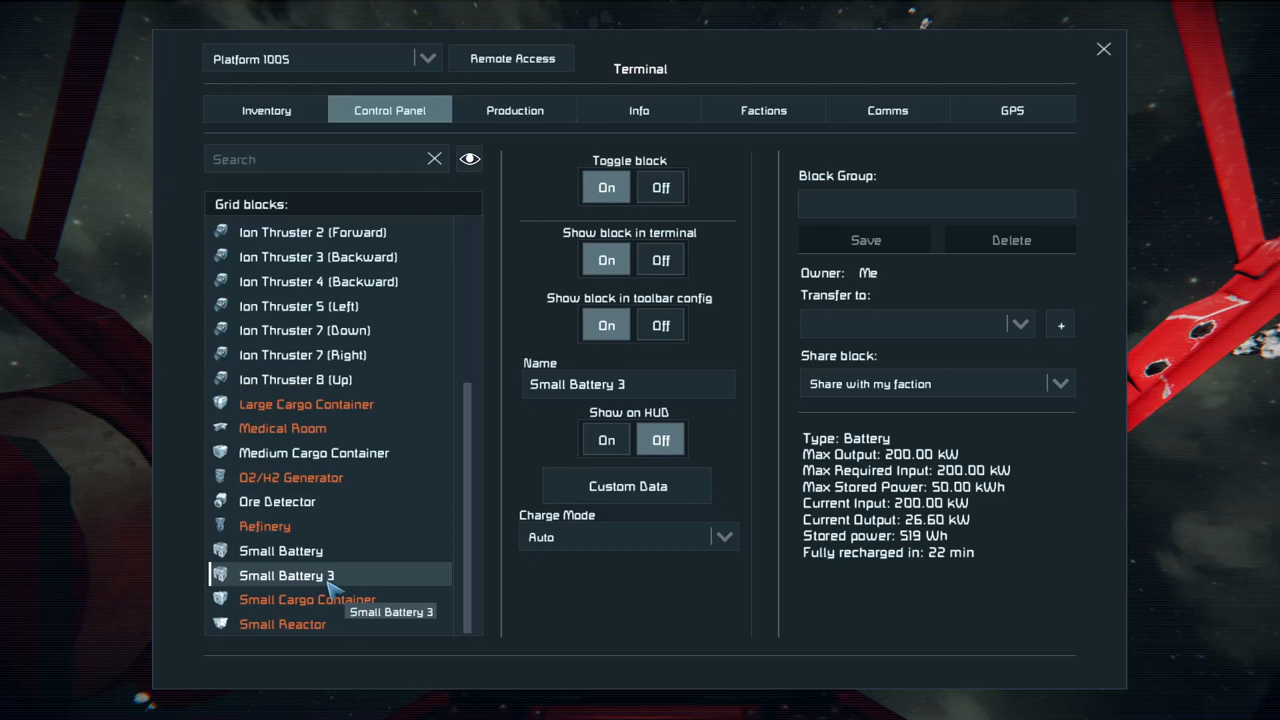 Platform 1005
Remote Access
Terminal
Inventory
Control Panel
Production
Info
Factions
Comms
GPS
Search
Grid blocks:
Ion Thruster 2 (Forward)
Ion Thruster 3 (Backward)
Ion Thruster 4 (Backward)
Ion Thruster 5 (Left)
Ion Thruster 7 (Down)
Ion Thruster 7 (Right)
Ion Thruster 8 (Up)
Large Cargo Container
Medical Room
Medium Cargo Container
O2/H2 Generator
Ore Detector
Refinery
Small Battery
Small Battery 3
Small Cargo Container
Small Battery 3
Small Reactor
Toggle block
On Off
Show block in terminal
On Off
Show block in toolbar config
On Off
Name
Small Battery 3
Show on HUD
On Off
Custom Data
Charge Mode
Auto
Block Group:
Save Delete
Owner: Me
Transfer to:
+
Share block:
Share with my faction
Type: Battery
Max Output: 200.00 kW
Max Required Input: 200.00 kW
Max Stored Power: 50.00 kWh
Current Input: 200.00 kW
Current Output: 26.60 kW
Stored power: 519 Wh
Fully recharged in: 22 min